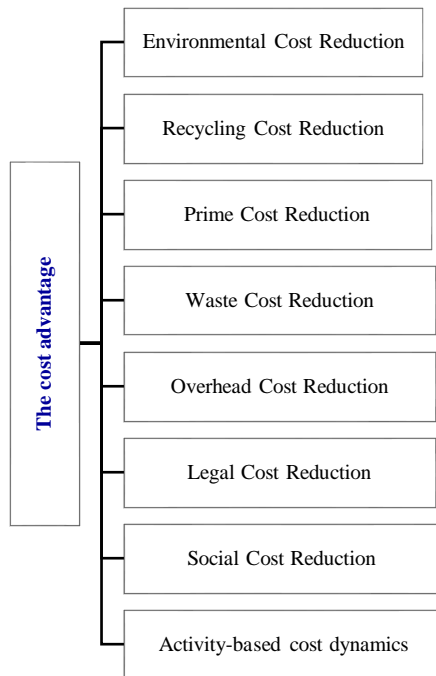 The cost advantage
Environmental Cost Reduction
Recycling Cost Reduction
Prime Cost Reduction
Waste Cost Reduction
Overhead Cost Reduction
Legal Cost Reduction
Social Cost Reduction
Activity-based cost dynamics